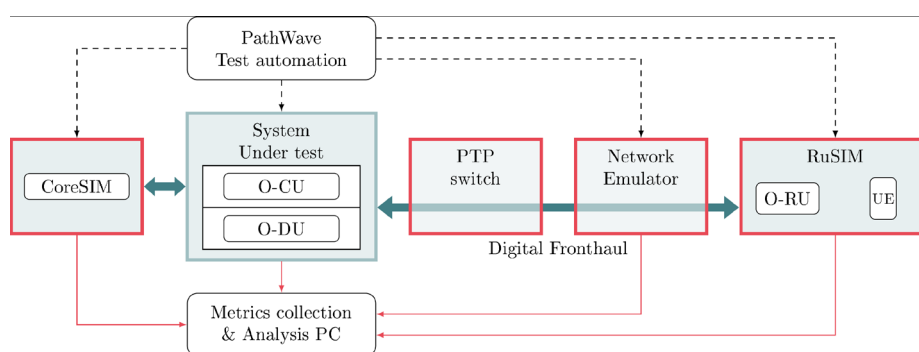 PathWave
Test automation
System
Under test
PTP
switch
Network
Emulator
RuSIM
CoreSIM
O-CU
O-RU
UE
O-DU
Digital Fronthaul
Metrics collection
& Analysis PC